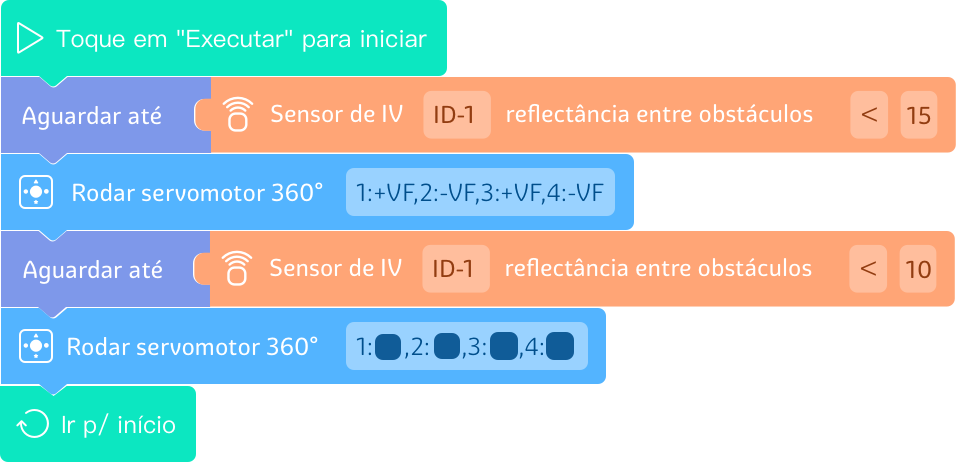 Toque em "Executar" para iniciar
Aguardar até Sensor de IV ID-1 reflectância entre obstáculos < 15
Rodar servomotor 360° 1:+VF,2:-VF,3:+VF,4:-VF
Aguardar até Sensor de IV ID-1 reflectância entre obstáculos < 10
Rodar servomotor 360° 1: ,2: ,3: ,4:
Ir p/ início